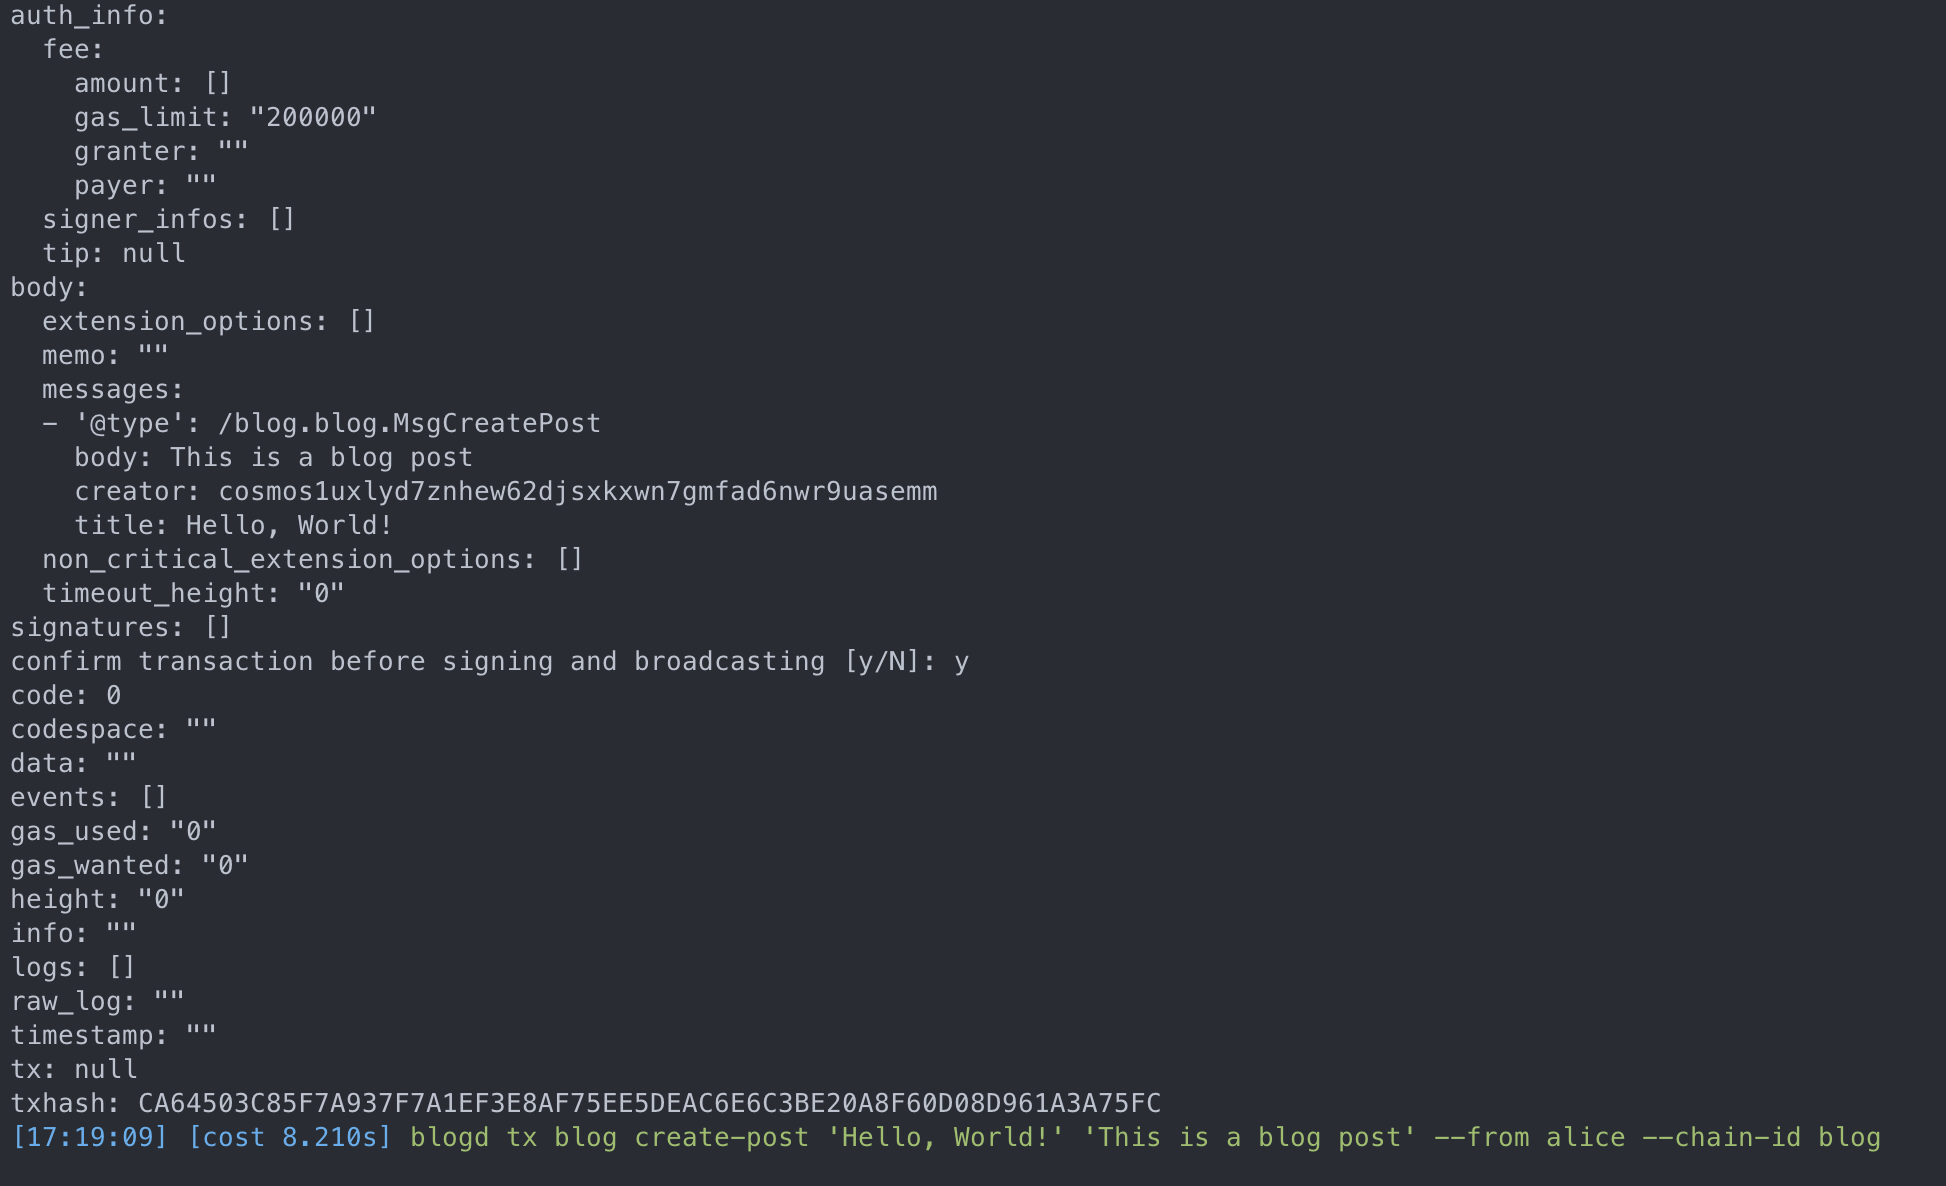 auth_info:
  fee:
    amount: []
    gas_limit: "200000"
    granter: ""
    payer: ""
  signer_infos: []
  tip: null
body:
  extension_options: []
  memo: ""
  messages:
  - '@type': /blog.blog.MsgCreatePost
    body: This is a blog post
    creator: cosmos1uxlyd7znhew62djsxkxwn7gmfad6nwr9uasemm
    title: Hello, World!
  non_critical_extension_options: []
  timeout_height: "0"
signatures: []
confirm transaction before signing and broadcasting [y/N]: y
code: 0
codespace: ""
data: ""
events: []
gas_used: "0"
gas_wanted: "0"
height: "0"
info: ""
logs: []
raw_log: ""
timestamp: ""
tx: null
txhash: CA64503C85F7A937F7A1EF3E8AF75EE5DEAC6E6C3BE20A8F60D08D961A3A75FC
[17:19:09] [cost 8.210s] blogd tx blog create-post 'Hello, World!' 'This is a blog post' --from alice --chain-id blog